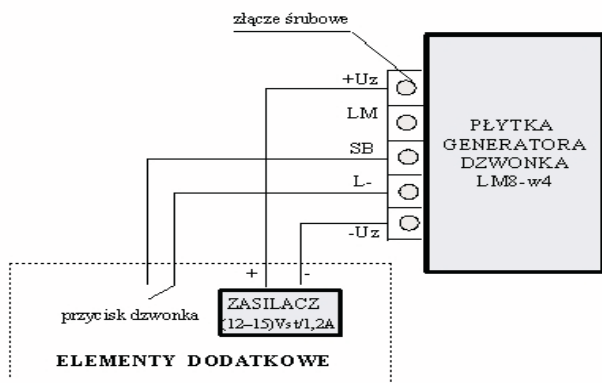 złącze śrubowe
+Uz
LM
SB
L-
-Uz
PŁYTKA
GENERATORA
DZWONKA
LM8-w4
+ -
przycisk dzwonka
ZASILACZ
(12–15)Vst/1,2A
ELEMENTY DODATKOWE